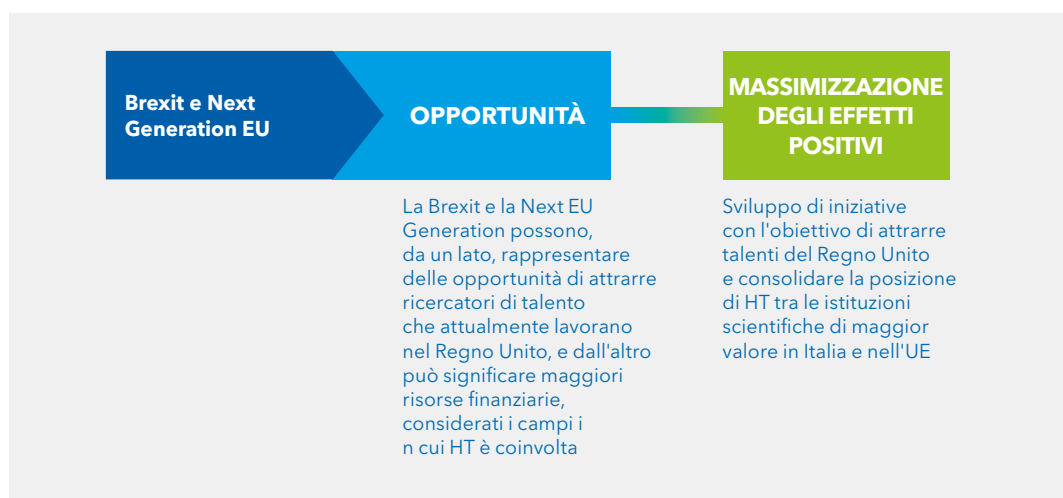 Brexit e Next
Generation EU
OPPORTUNITÀ
MASSIMIZZAZIONE
DEGLI EFFETTI
POSITIVI
La Brexit e la Next EU
Generation possono,
da un lato, rappresentare
delle opportunità di attrarre
ricercatori di talento
che attualmente lavorano
nel Regno Unito, e dall'altro
può significare maggiori
risorse finanziarie,
considerati i campi i
n cui HT è coinvolta
Sviluppo di iniziative
con l'obiettivo di attrarre
talenti del Regno Unito
e consolidare la posizione
di HT tra le istituzioni
scientifiche di maggior
valore in Italia e nell'UE